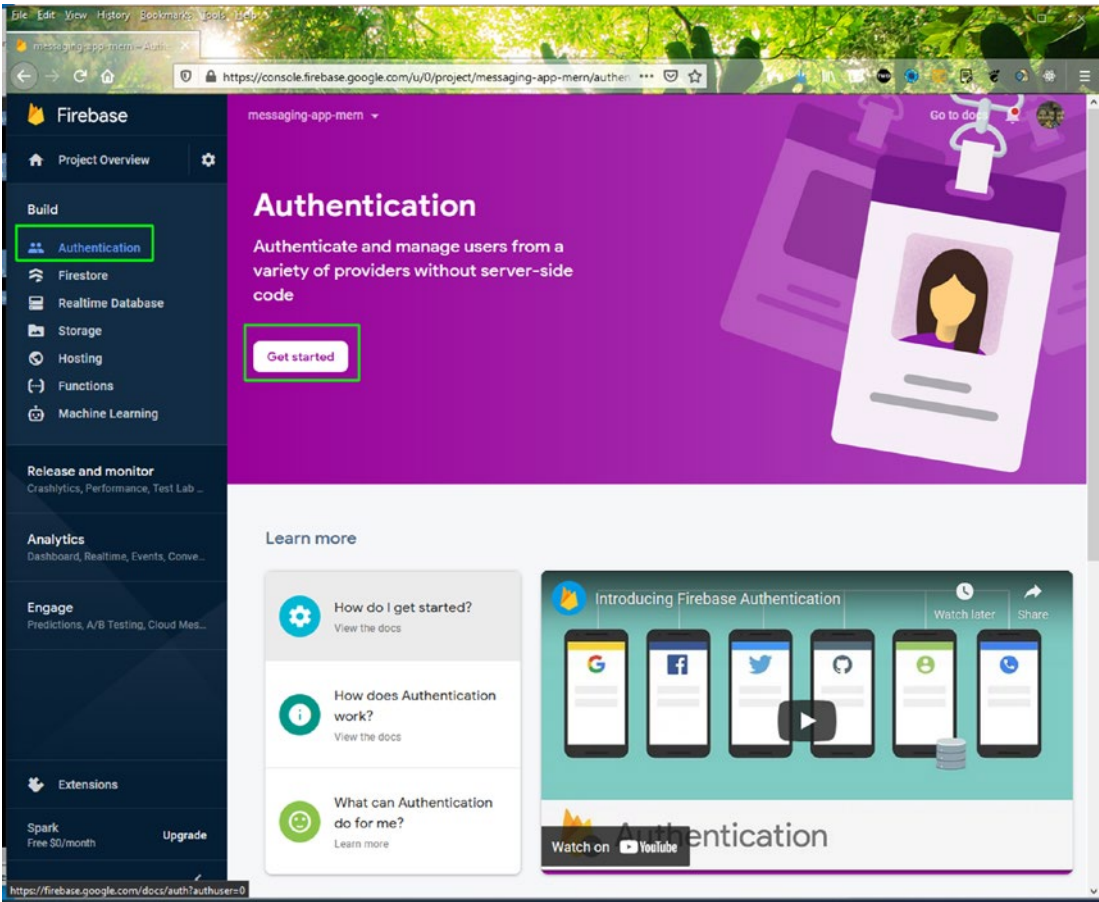 File Edit View History Bookmarks Tools Help
messaging-app-mern – Authe
https://console.firebase.google.com/u/0/project/messaging-app-mern/authen
Firebase
Project Overview
Build
Authentication
Firestore
Realtime Database
Storage
Hosting
Functions
Machine Learning
Release and monitor
Crashlytics, Performance, Test Lab ...
Analytics
Dashboard, Realtime, Events, Conve...
Engage
Predictions, A/B Testing, Cloud Mes...
Extensions
Spark
Free $0/month
Upgrade
https://firebase.google.com/docs/auth?authuser=0
messaging-app-mern
Go to docs
Authentication
Authenticate and manage users from a
variety of providers without server-side
code
Get started
Learn more
How do I get started?
View the docs
How does Authentication
work?
View the docs
What can Authentication
do for me?
Learn more
Introducing Firebase Authentication
Watch later
Share
Authentication
Watch on YouTube